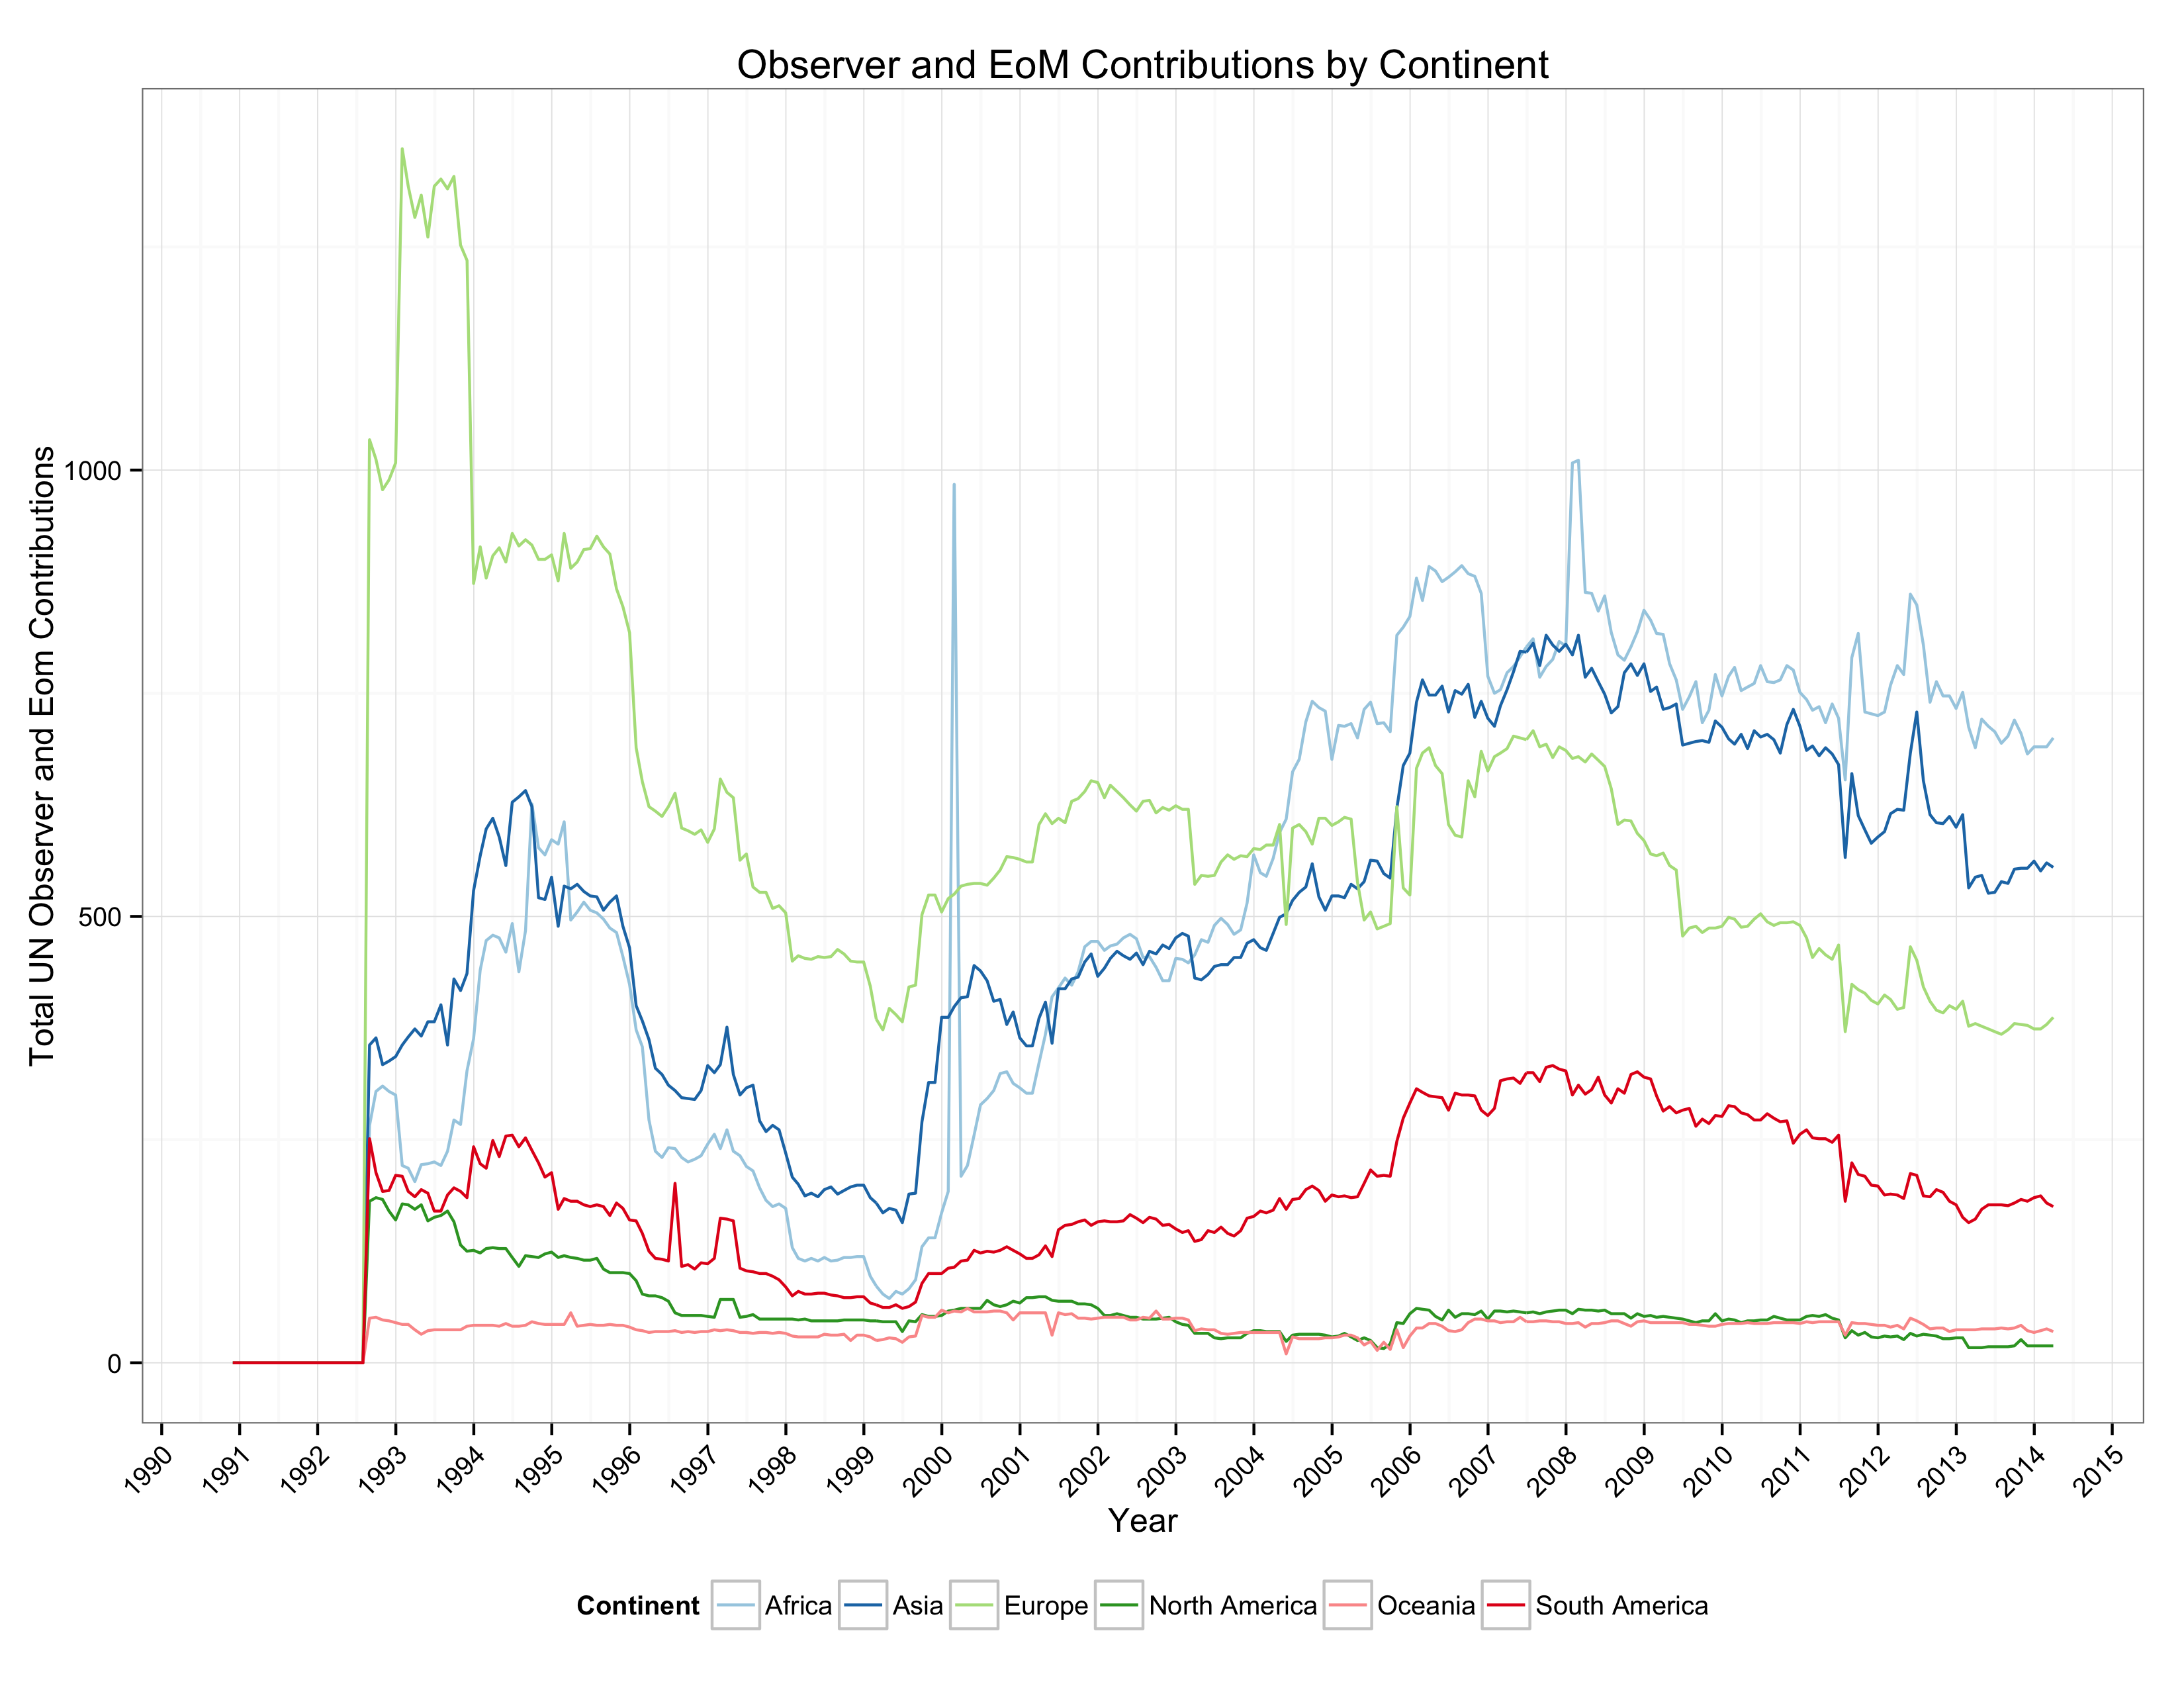 Observer and EoM Contributions by Continent
Total UN Observer and Eom Contributions
1000
500
0
1990 1991 1992 1993 1994 1995 1996 1997 1998 1999 2000 2001 2002 2003 2004 2005 2006 2007 2008 2009 2010 2011 2012 2013 2014 2015
Year
Continent Africa Asia Europe North America Oceania South America